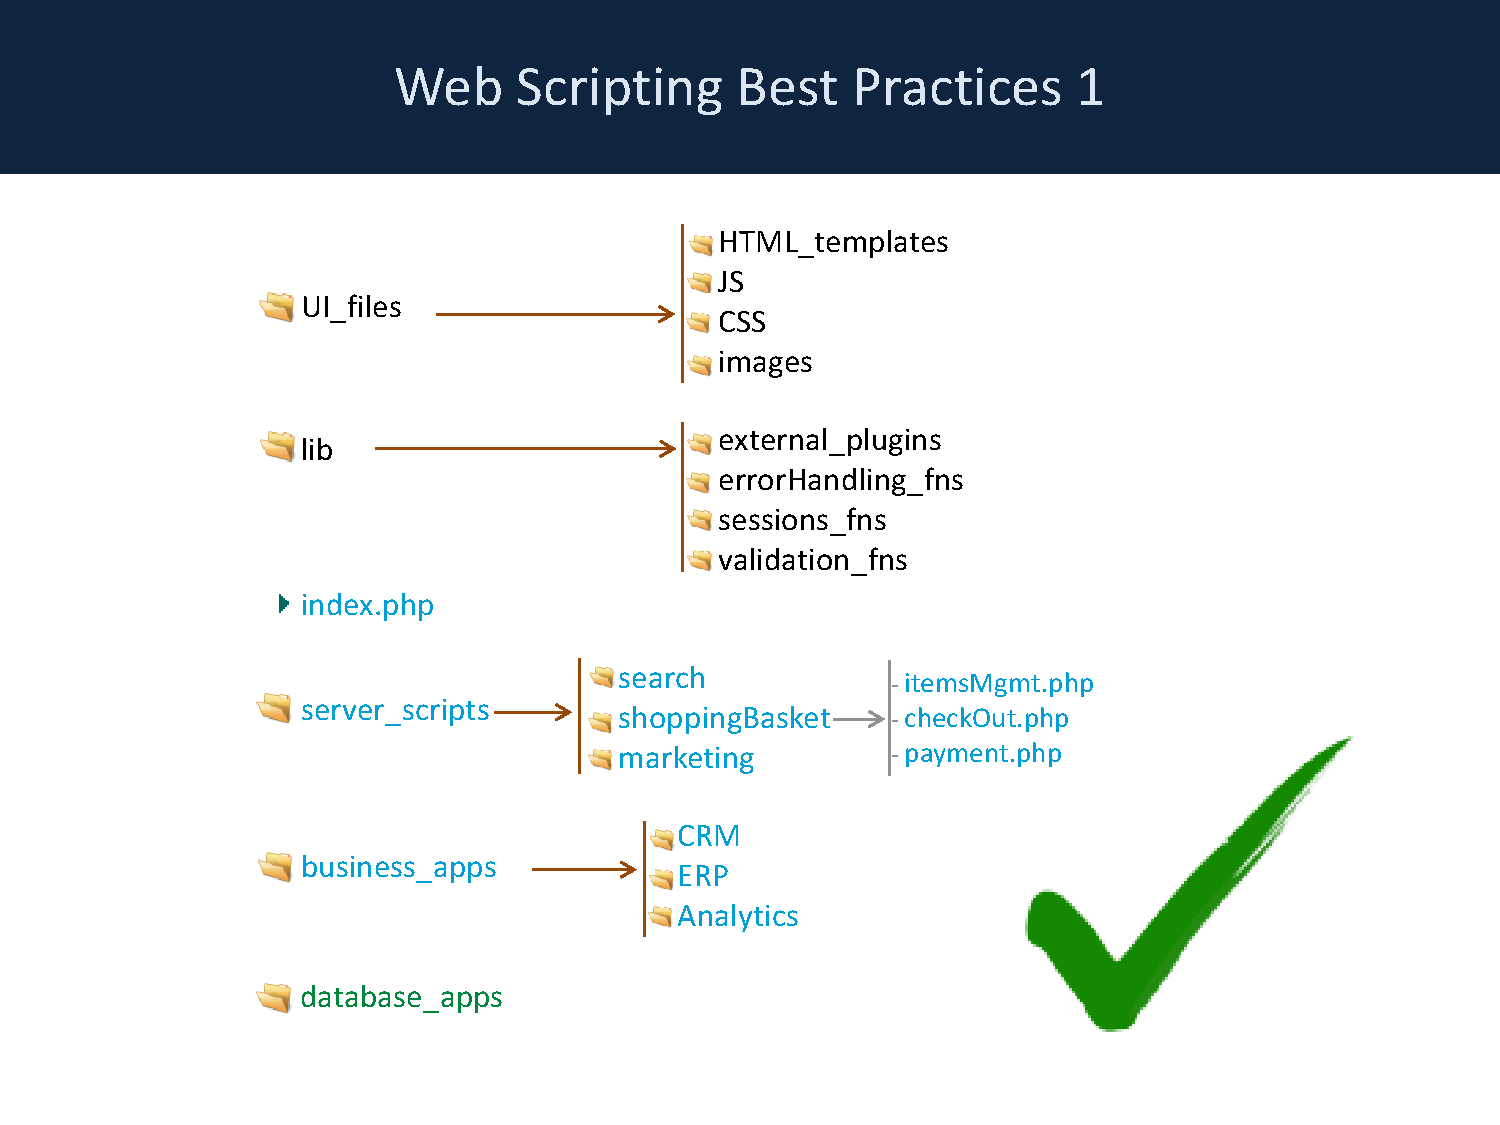 Web Scripting Best Practices 1
UI_files
HTML_templates
JS
CSS
images
lib
external_plugins
errorHandling_fns
sessions_fns
validation_fns
index.php
server_scripts
search
shoppingBasket
marketing
- itemsMgmt.php
- checkOut.php
- payment.php
business_apps
CRM
ERP
Analytics
database_apps